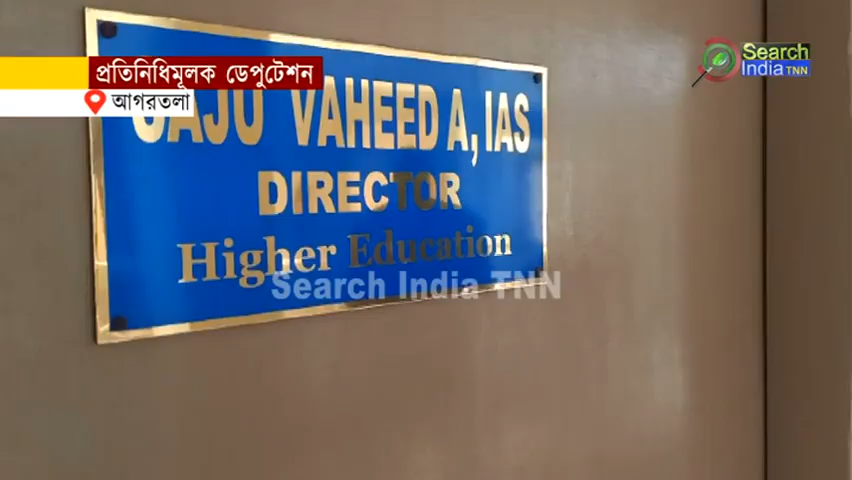 প্রতিনিধিমূলক ডেপুটেশন
আগরতলা
Search
India TNN
VAHEED A, IAS
DIRECTOR
Higher Education
Search India TNN